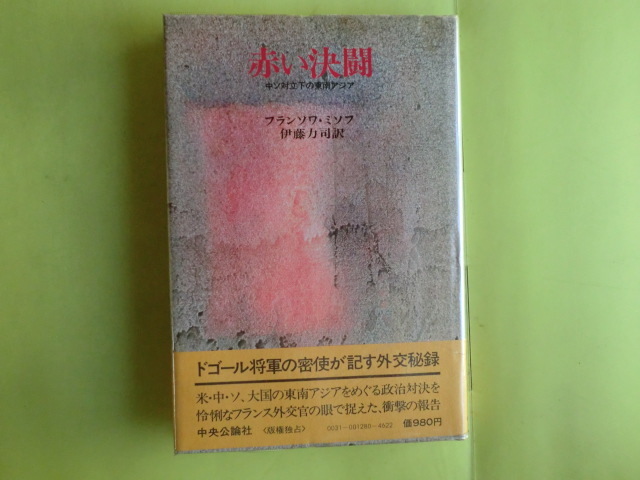 赤い決闘
中ソ対立下の東南アジア
フランソワ・ミソフ
伊藤力司訳
ドゴール将軍の密使が記す外交秘録
米・中・ソ、大国の東南アジアをめぐる政治対決を
怜悧なフランス外交官の眼で捉えた、衝撃の報告
中央公論社 〈版権独占〉 0031-001280-4622 価980円